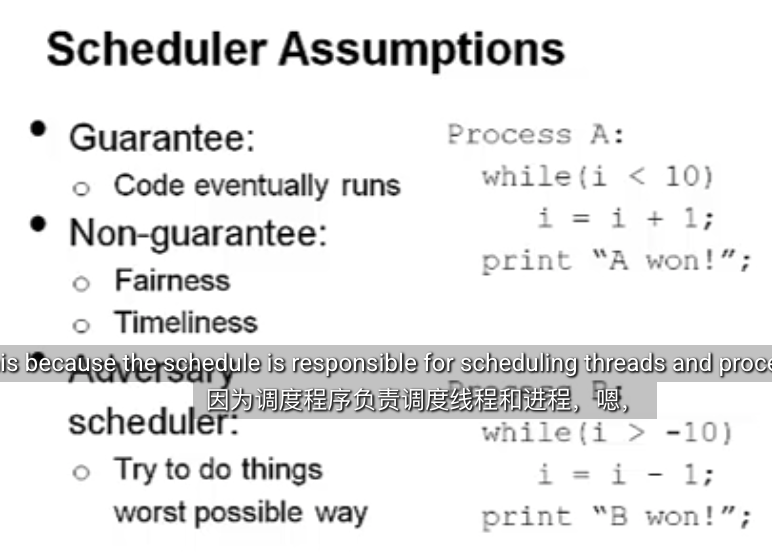 Scheduler Assumptions
• Guarantee:
○ Code eventually runs
• Non-guarantee:
○ Fairness
○ Timeliness
• Adversary
scheduler:
○ Try to do things
worst possible way
Process A:
while(i < 10)
i = i + 1;
print “A won!”;
Process B:
while(i > -10)
i = i - 1;
print “B won!”;
is because the schedule is responsible for scheduling threads and proce
因为调度程序负责调度线程和进程，嗯，